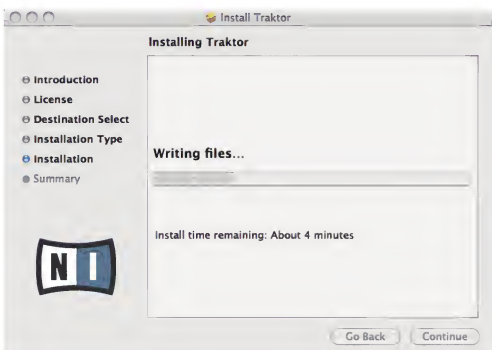 Install Traktor
Installing Traktor
Introduction
License
Destination Select
Installation Type
Installation
Summary
Writing files...
Install time remaining: About 4 minutes
NI
Go Back
Continue